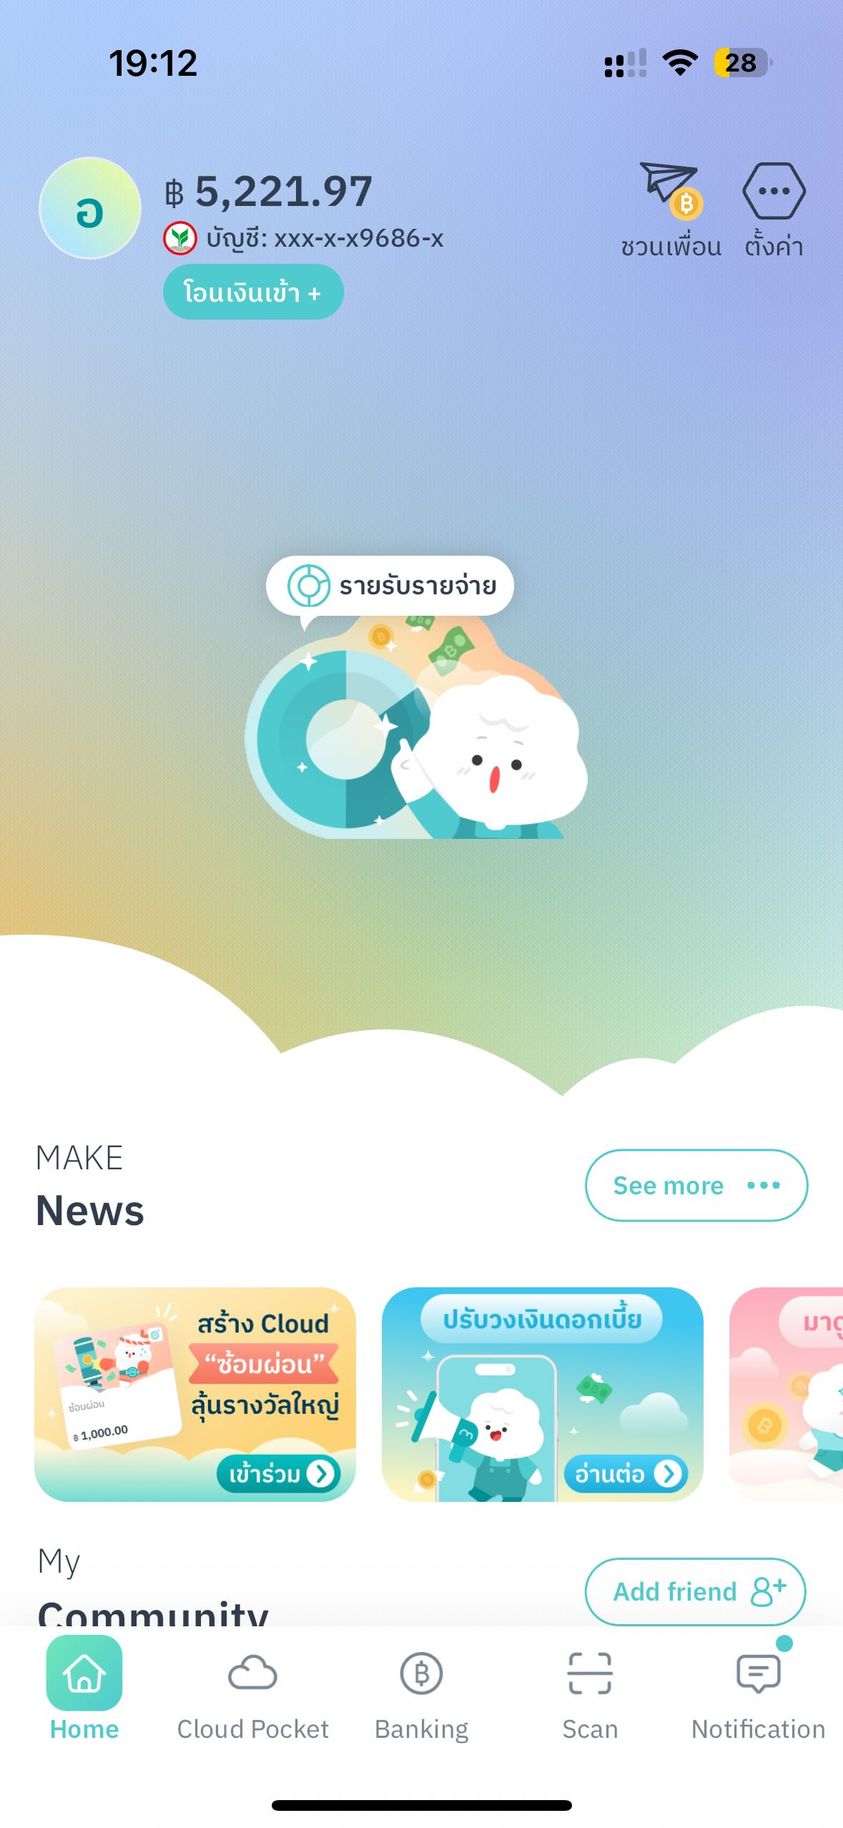 19:12
28
อ
฿ 5,221.97
บัญชี: xxx-x-x9686-x
โอนเงินเข้า +
ชวนเพื่อน
ตั้งค่า
รายรับรายจ่าย
MAKE
News
See more
สร้าง Cloud
“ซ้อมผ่อน”
ลุ้นรางวัลใหญ่
ซ้อมผ่อน
฿ 1,000.00
เข้าร่วม
ปรับวงเงินดอกเบี้ย
อ่านต่อ
มาดู
My
Community
Add friend
Home
Cloud Pocket
Banking
Scan
Notification